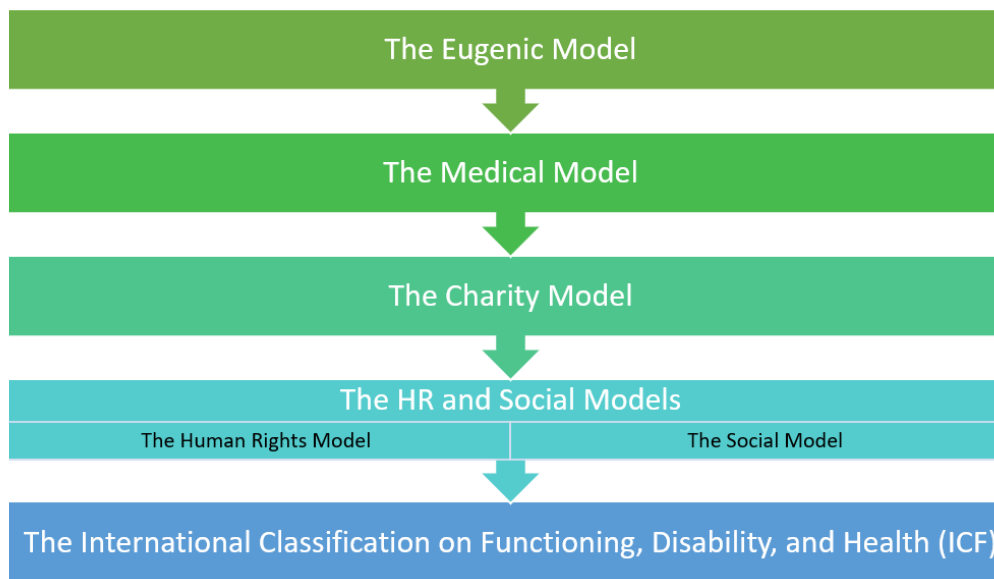 The Eugenic Model
The Medical Model
The Charity Model
The HR and Social Models
The Human Rights Model
The Social Model
The International Classification on Functioning, Disability, and Health (ICF)